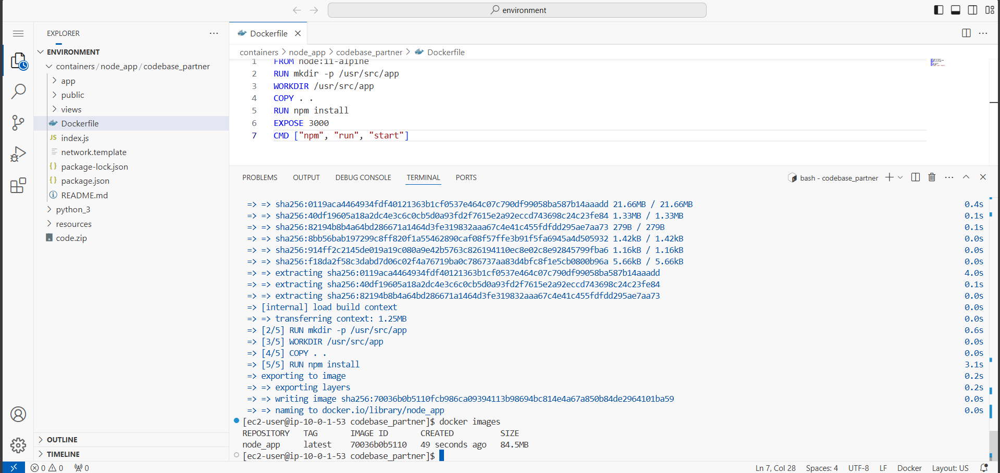 environment
EXPLORER
ENVIRONMENT
containers / node_app / codebase_partner
app
public
views
Dockerfile
JS index.js
network.template
{} package-lock.json
{} package.json
README.md
python_3
resources
code.zip
OUTLINE
TIMELINE
Dockerfile
containers > node_app > codebase_partner > Dockerfile
1 FROM node:11-alpine
2 RUN mkdir -p /usr/src/app
3 WORKDIR /usr/src/app
4 COPY . .
5 RUN npm install
6 EXPOSE 3000
7 CMD ["npm", "run", "start"]
PROBLEMS OUTPUT DEBUG CONSOLE TERMINAL PORTS
bash - codebase_partner
=> => sha256:0119aca4464934fdf40121363b1cf0537e464c07c790df99058ba587b14aaadd 21.66MB / 21.66MB 0.4s
=> => sha256:40df19605a18a2dc4e3c6c0cb5d0a93fd2f7615e2a92eccd743698c24c23fe84 1.33MB / 1.33MB 0.1s
=> => sha256:82194b8b4a64bd286671a1464d3fe319832aaa67c4e41c455fdfdd295ae7aa73 279B / 279B 0.1s
=> => sha256:8bb56bab197299c8ff820f1a55462890caf08f57ffe3b91f5fa6945a4d505932 1.42kB / 1.42kB 0.0s
=> => sha256:914ff2c2145de019a19c080a9e42b5763c826194110ec8e02c8e92845799fba6 1.16kB / 1.16kB 0.0s
=> => sha256:f18da2f58c3dabd7d06c02f4a76719ba0c786737aa83d4bfc8f1e5cb0800b96a 5.66kB / 5.66kB 0.0s
=> => extracting sha256:0119aca4464934fdf40121363b1cf0537e464c07c790df99058ba587b14aaadd 4.0s
=> => extracting sha256:40df19605a18a2dc4e3c6c0cb5d0a93fd2f7615e2a92eccd743698c24c23fe84 0.1s
=> => extracting sha256:82194b8b4a64bd286671a1464d3fe319832aaa67c4e41c455fdfdd295ae7aa73 0.0s
=> [internal] load build context 0.0s
=> => transferring context: 1.25MB 0.0s
=> [2/5] RUN mkdir -p /usr/src/app 0.6s
=> [3/5] WORKDIR /usr/src/app 0.0s
=> [4/5] COPY . . 0.0s
=> [5/5] RUN npm install 3.1s
=> exporting to image 0.2s
=> => exporting layers 0.2s
=> => writing image sha256:70036b0b5110fcb986ca09394113b98694bc814e4a67a850b84de2964101ba59 0.0s
=> => naming to docker.io/library/node_app 0.0s
[ec2-user@ip-10-0-1-53 codebase_partner]$ docker images
REPOSITORY TAG IMAGE ID CREATED SIZE
node_app latest 70036b0b5110 49 seconds ago 84.5MB
[ec2-user@ip-10-0-1-53 codebase_partner]$
0 0 0 Ln 7, Col 28 Spaces: 4 UTF-8 LF Docker Layout: US